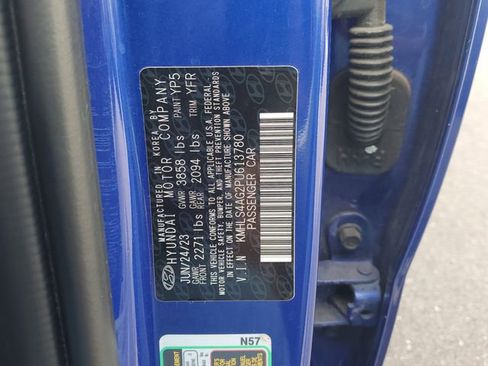 MANUFACTURED IN KOREA BY
HYUNDAI MOTOR COMPANY
JUN/24/23 GVWR 3858 lbs PAINT YP5
GAWR FRONT 2271 lbs GAWR REAR 2094 lbs TRIM YFR
THIS VEHICLE CONFORMS TO ALL APPLICABLE U.S.A. FEDERAL
MOTOR VEHICLE SAFETY, BUMPER, AND THEFT PREVENTION
STANDARDS IN EFFECT ON THE DATE OF MANUFACTURE SHOWN ABOVE.
V.I.N KMHLS4AG2PU613780
PASSENGER CAR
N57